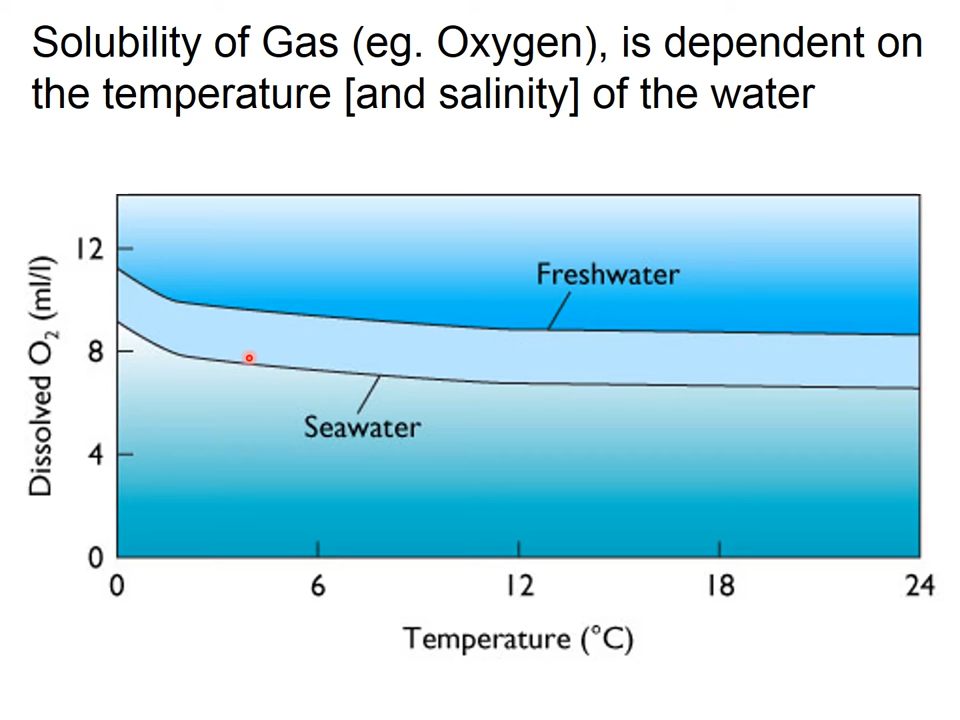 Solubility of Gas (eg. Oxygen), is dependent on
the temperature [and salinity] of the water
Dissolved O₂ (ml/l)
12
8
4
0
Freshwater
Seawater
0 6 12 18 24
Temperature (°C)